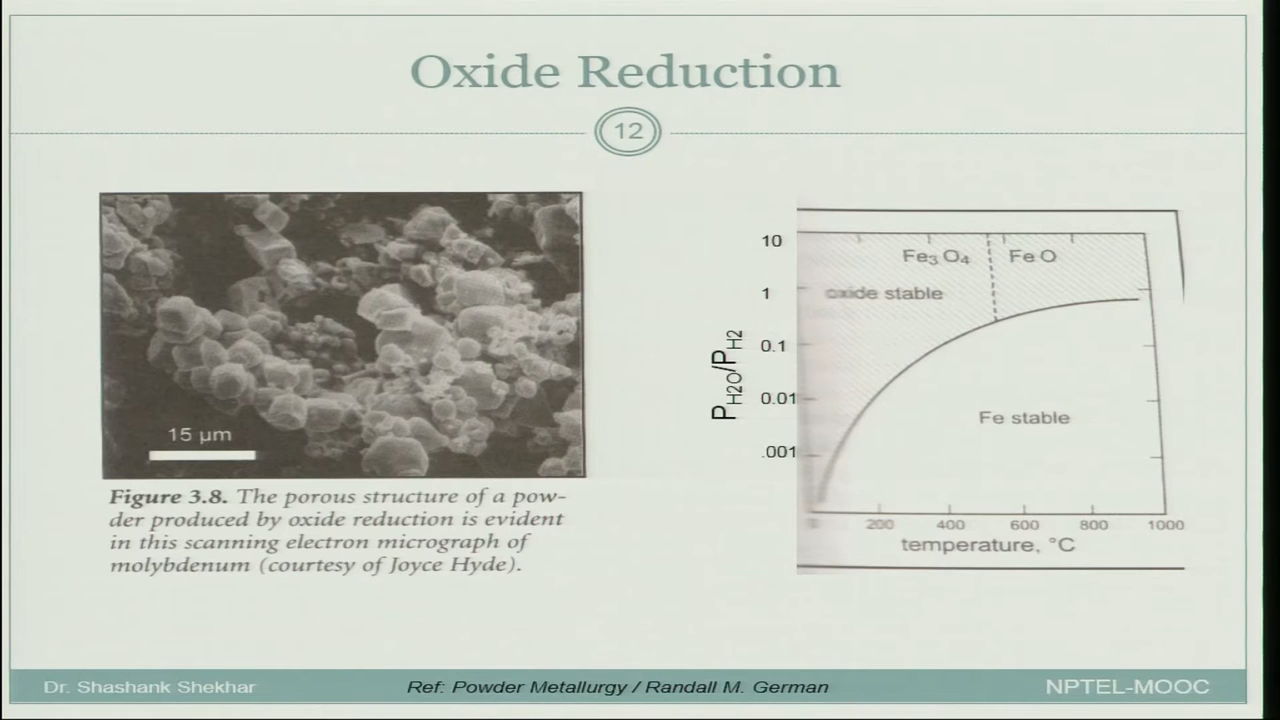 Oxide Reduction
12
15 µm
Figure 3.8. The porous structure of a pow-
der produced by oxide reduction is evident
in this scanning electron micrograph of
molybdenum (courtesy of Joyce Hyde).
P_H2O/P_H2
10
1
0.1
0.01
.001
Fe₃O₄
Fe O
oxide stable
Fe stable
200 400 600 800 1000
temperature, °C
Dr. Shashank Shekhar
Ref: Powder Metallurgy / Randall M. German
NPTEL-MOOC